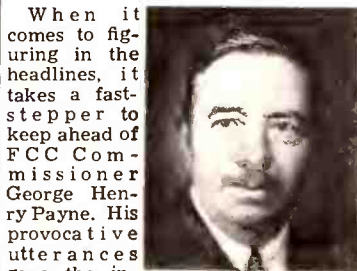 When it
comes to fig-
uring in the
headlines, it
takes a fast-
stepper to
keep ahead of
FCC Com-
missioner
George Hen-
ry Payne. His
provocative
utterances